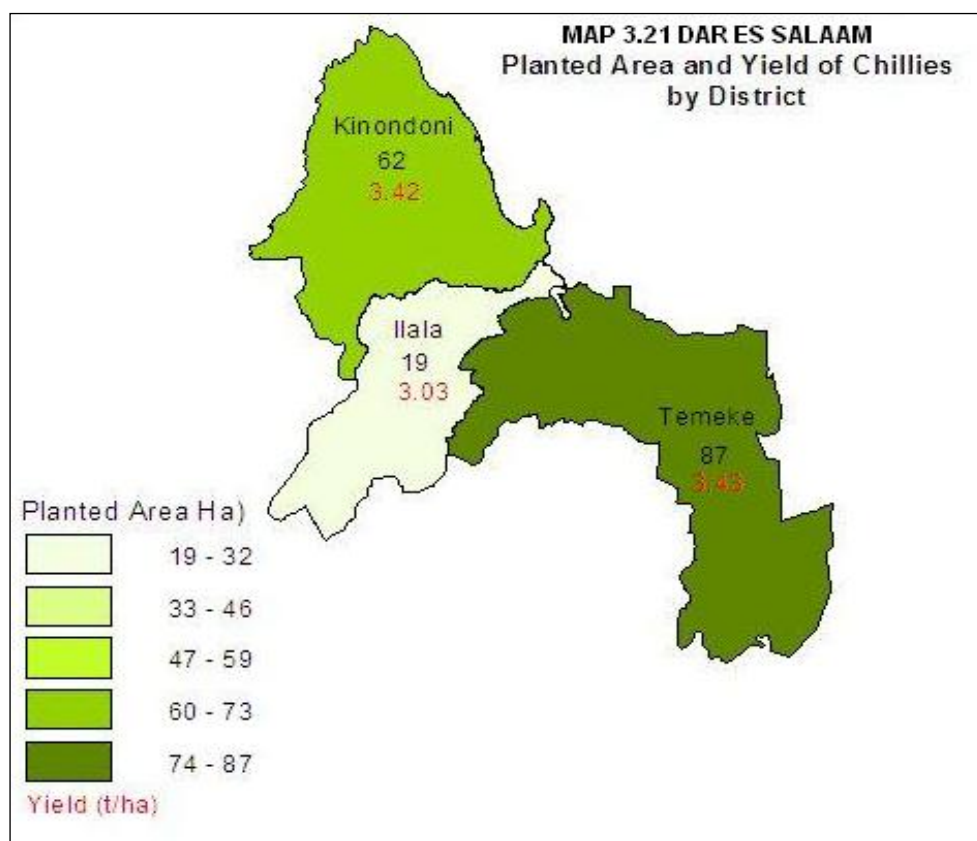 MAP 3.21 DAR ES SALAAM
Planted Area and Yield of Chillies
by District
Kinondoni
62
3.42
Ilala
19
3.03
Temeke
87
3.43
Planted Area Ha)
19 - 32
33 - 46
47 - 59
60 - 73
74 - 87
Yield (t/ha)